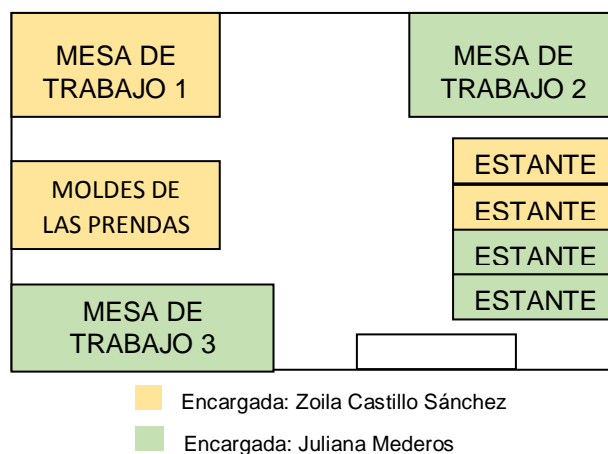 MESA DE
TRABAJO 1
MESA DE
TRABAJO 2
MOLDES DE
LAS PRENDAS
ESTANTE
ESTANTE
ESTANTE
ESTANTE
MESA DE
TRABAJO 3
Encargada: Zoila Castillo Sánchez
Encargada: Juliana Mederos